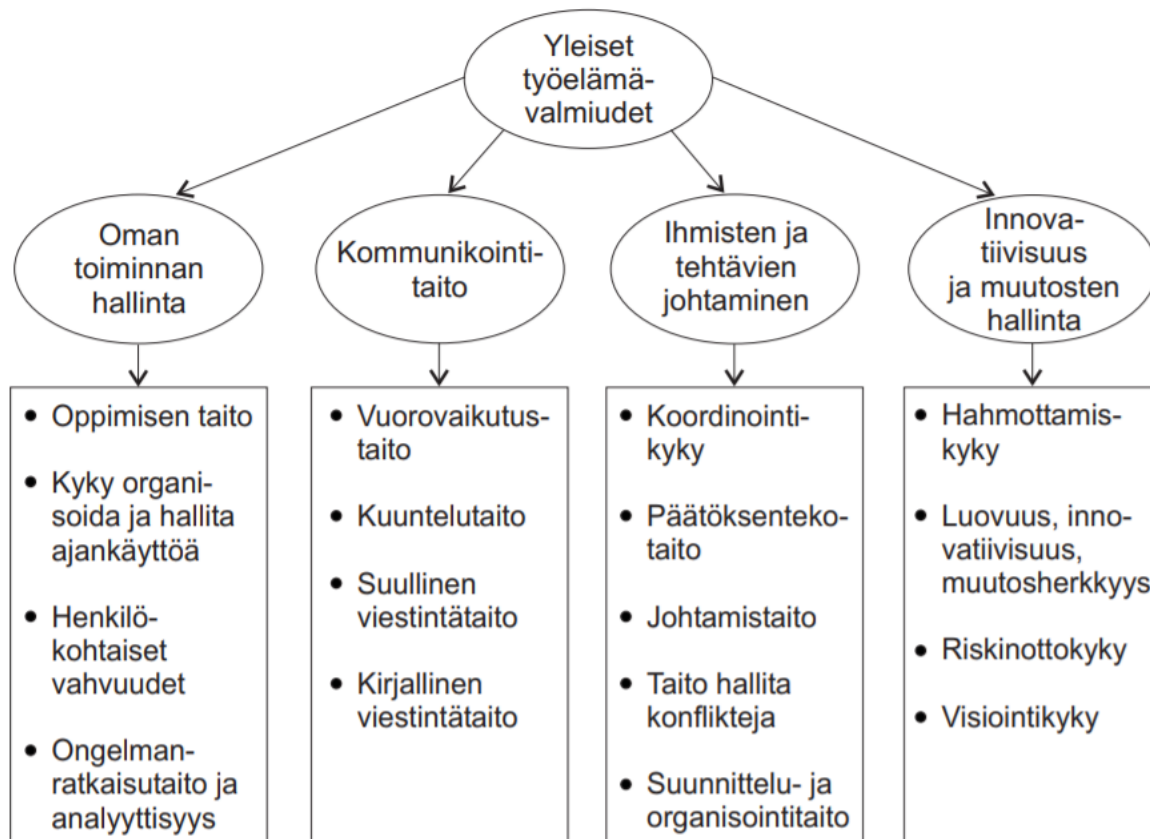 Yleiset
työelämä-
valmiudet
Oman
toiminnan
hallinta
Kommunikointi-
taito
Ihmisten ja
tehtävien
johtaminen
Innova-
tiivisuus
ja muutosten
hallinta
• Oppimisen taito
• Kyky organi-
soida ja hallita
ajankäyttöä
• Henkilö-
kohtaiset
vahvuudet
• Ongelman-
ratkaisutaito ja
analyyttisyys
• Vuorovaikutus-
taito
• Kuuntelutaito
• Suullinen
viestintätaito
• Kirjallinen
viestintätaito
• Koordinointi-
kyky
• Päätöksenteko-
taito
• Johtamistaito
• Taito hallita
konflikteja
• Suunnittelu- ja
organisointitaito
• Hahmottamis-
kyky
• Luovuus, inno-
vatiivisuus,
muutosherkkyys
• Riskinottokyky
• Visiointikyky